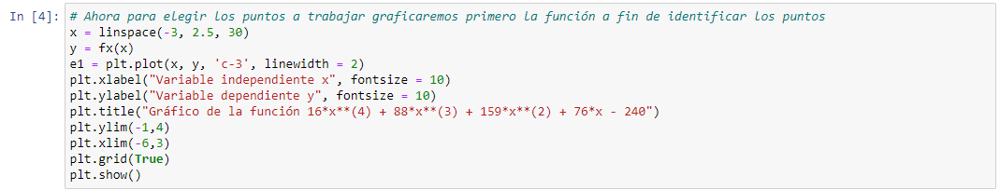 In [4]: # Ahora para elegir los puntos a trabajar graficaremos primero la función a fin de identificar los puntos
x = linspace(-3, 2.5, 30)
y = fx(x)
e1 = plt.plot(x, y, 'c-3', linewidth = 2)
plt.xlabel("Variable independiente x", fontsize = 10)
plt.ylabel("Variable dependiente y", fontsize = 10)
plt.title("Gráfico de la función 16*x**(4) + 88*x**(3) + 159*x**(2) + 76*x - 240")
plt.ylim(-1,4)
plt.xlim(-6,3)
plt.grid(True)
plt.show()